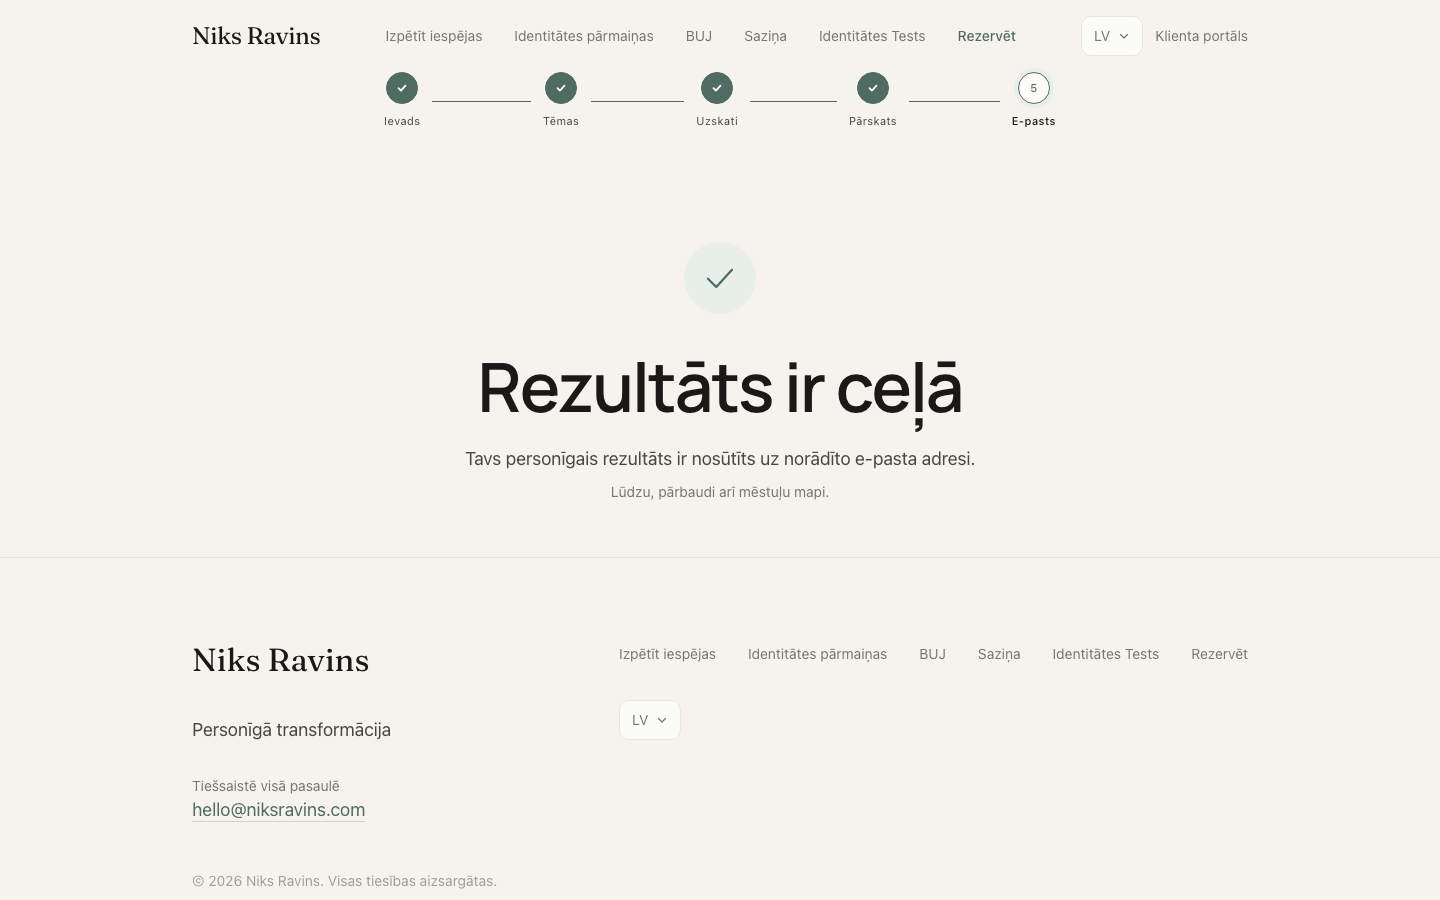 Niks Ravins
Izpētīt iespējas Identitātes pārmaiņas BUJ Saziņa Identitātes Tests Rezervēt LV Klienta portāls
5
Ievads Tēmas Uzskati Pārskats E-pasts
Rezultāts ir ceļā
Tavs personīgais rezultāts ir nosūtīts uz norādīto e-pasta adresi.
Lūdzu, pārbaudi arī mēstuļu mapi.
Niks Ravins
Personīgā transformācija
Tiešsaistē visā pasaulē
hello@niksravins.com
Izpētīt iespējas Identitātes pārmaiņas BUJ Saziņa Identitātes Tests Rezervēt
LV
© 2026 Niks Ravins. Visas tiesības aizsargātas.